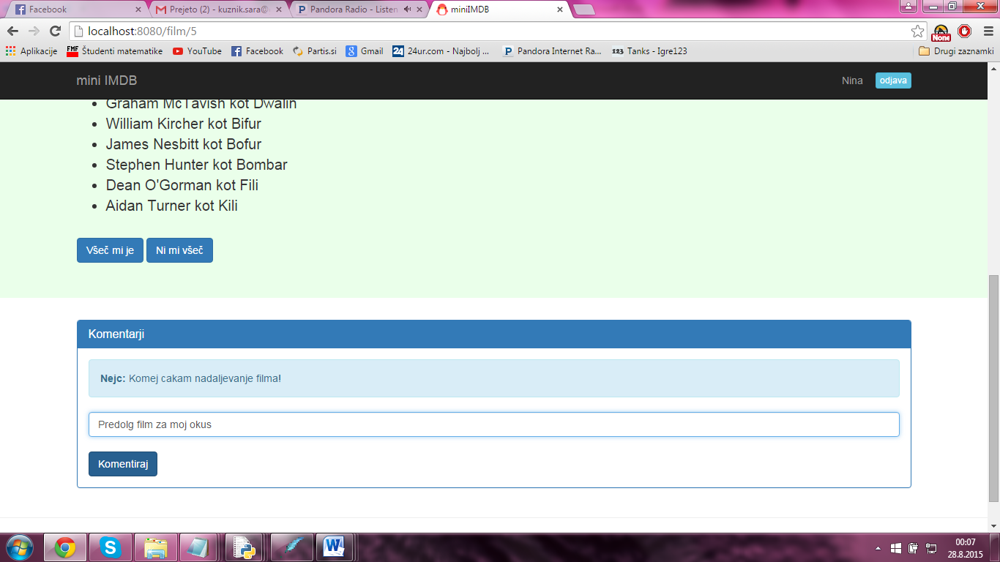 Facebook
Prejeto (2) - kuznik.sara@
Pandora Radio - Listen
miniIMDB
localhost:8080/film/5
None
Aplikacije
FMF Študenti matematike
YouTube
Facebook
Partis.si
Gmail
24 24ur.com - Najbolj ...
P Pandora Internet Ra...
123 Tanks - Igre123
Drugi zaznamki
mini IMDB
Nina
odjava
Graham McTavish kot Dwalin
William Kircher kot Bifur
James Nesbitt kot Bofur
Stephen Hunter kot Bombar
Dean O'Gorman kot Fili
Aidan Turner kot Kili
Všeč mi je
Ni mi všeč
Komentarji
Nejc: Komej cakam nadaljevanje filma!
Predolg film za moj okus
Komentiraj
00:07
28.8.2015